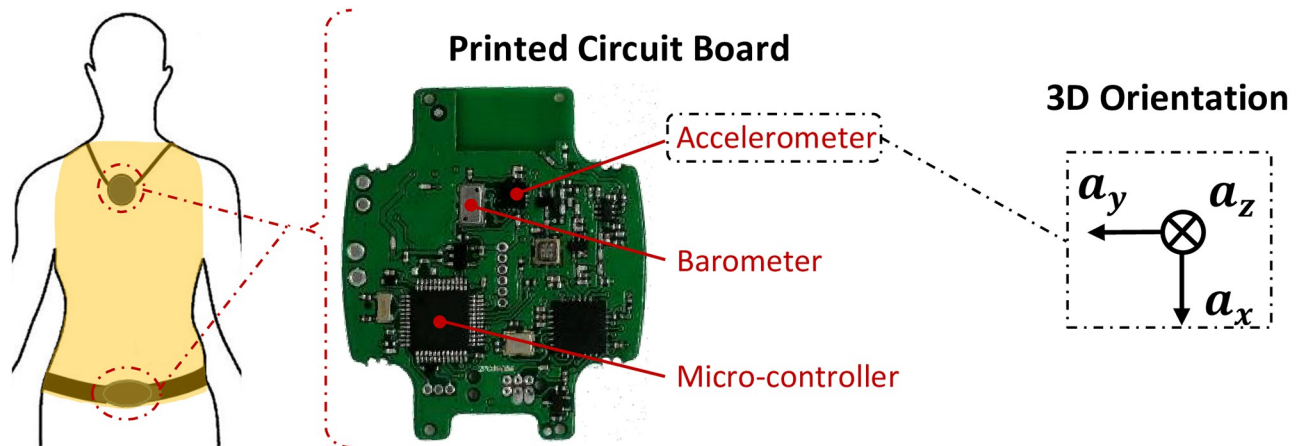 Printed Circuit Board
3D Orientation
Accelerometer
Barometer
Micro-controller
a_y
a_z
a_x